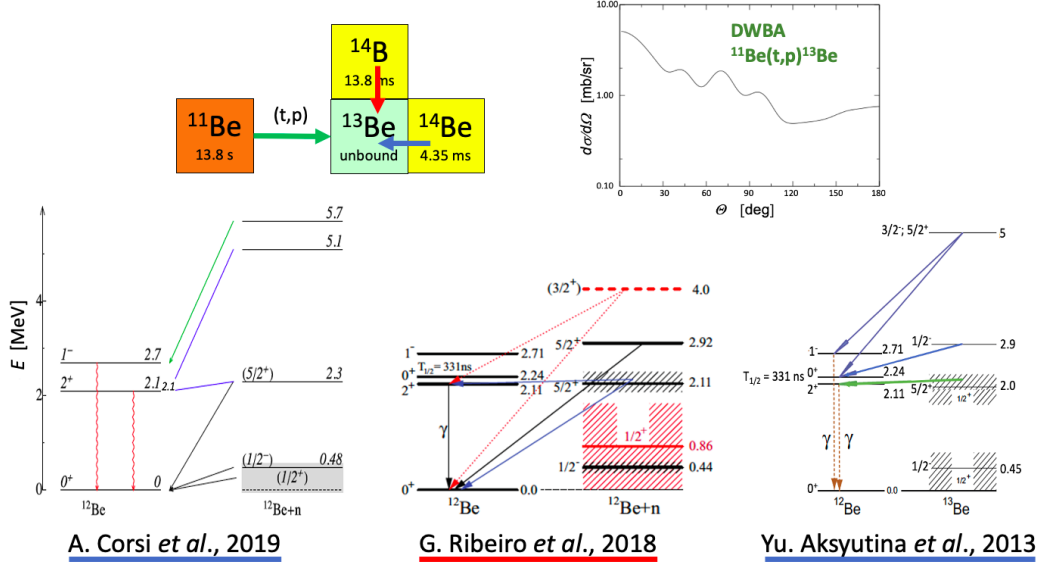 ¹⁴B
13.8 ms
¹¹Be
13.8 s
(t,p)
¹³Be
unbound
¹⁴Be
4.35 ms
10.00
1.00
0.10
dσ/dΩ [mb/sr]
DWBA
¹¹Be(t,p)¹³Be
0
30
60
90
120
150
180
Θ [deg]
E [MeV]
4
2
0
5.7
5.1
1⁻ 2.7
2⁺ 2.1
2.1
(5/2⁺) 2.3
(1/2⁻) 0.48
(1/2⁺)
0⁺ 0
¹²Be
¹²Be+n
A. Corsi et al., 2019
(3/2⁺) 4.0
5/2⁺ 2.92
1⁻ 2.71
0⁺ T₁/₂ = 331ns 2.24
2⁺ 2.11
5/2⁺ 2.11
γ
1/2⁺ 0.86
1/2⁻ 0.44
0⁺ 0.0
¹²Be
¹²Be+n
G. Ribeiro et al., 2018
3/2⁻; 5/2⁺ 5
1/2⁻ 2.9
1⁻ 2.71
0⁺ 2.24
T₁/₂ = 331 ns
2⁺ 2.11
5/2⁺ 2.0
1/2⁺
γ γ
1/2⁻ 0.45
1/2⁺
0⁺ 0.0
¹²Be
¹³Be
Yu. Aksyutina et al., 2013